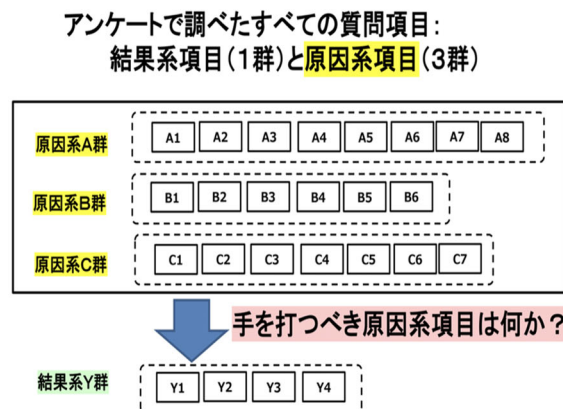 アンケートで調べたすべての質問項目:
結果系項目(1群)と原因系項目(3群)
原因系A群 A1 A2 A3 A4 A5 A6 A7 A8
原因系B群 B1 B2 B3 B4 B5 B6
原因系C群 C1 C2 C3 C4 C5 C6 C7
手を打つべき原因系項目は何か?
結果系Y群 Y1 Y2 Y3 Y4